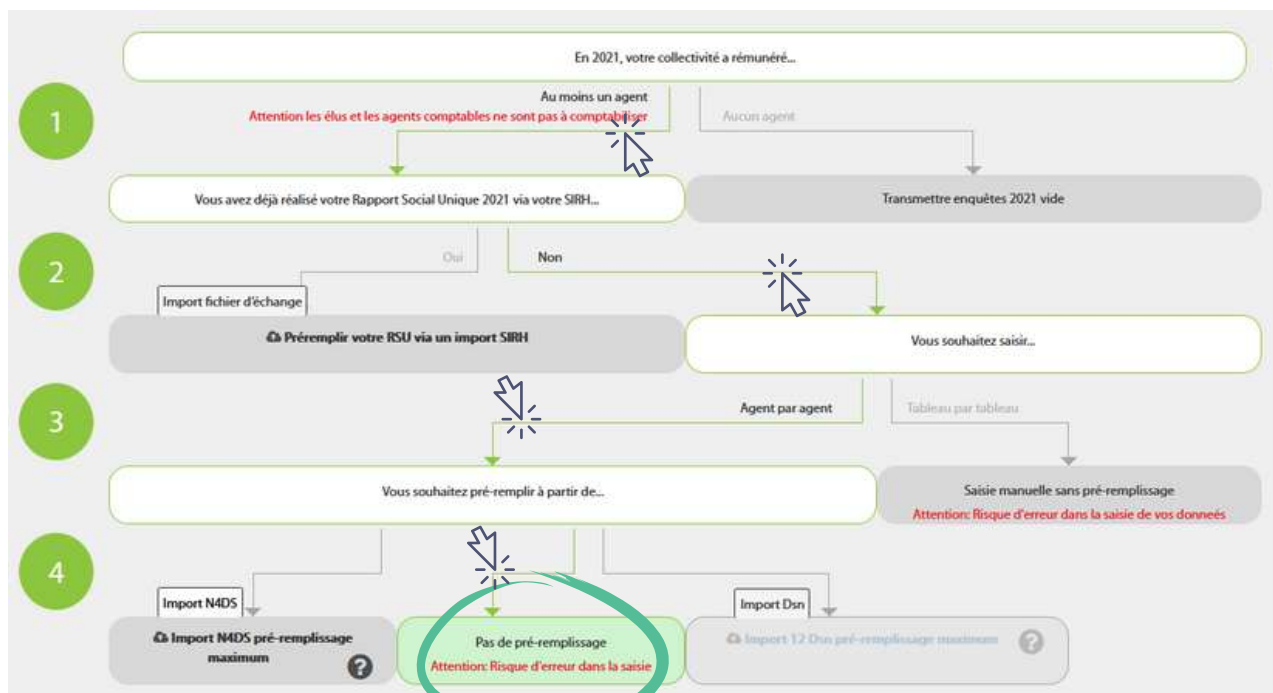 En 2021, votre collectivité a rémunéré...
1
Au moins un agent
Attention les élus et les agents comptables ne sont pas à comptabiliser
Aucun agent
Vous avez déjà réalisé votre Rapport Social Unique 2021 via votre SIRH...
Transmettre enquêtes 2021 vide
2
Oui
Non
Import fichier d'échange
Préremplir votre RSU via un import SIRH
Vous souhaitez saisir...
3
Agent par agent
Tableau par tableau
Vous souhaitez pré-remplir à partir de...
Saisie manuelle sans pré-remplissage
Attention: Risque d'erreur dans la saisie de vos donneés
4
Import N4DS
Import N4DS pré-remplissage
maximum
?
Pas de pré-remplissage
Attention: Risque d'erreur dans la saisie
Import Dsn
Import 12 Dsn pré-remplissage maximum
?